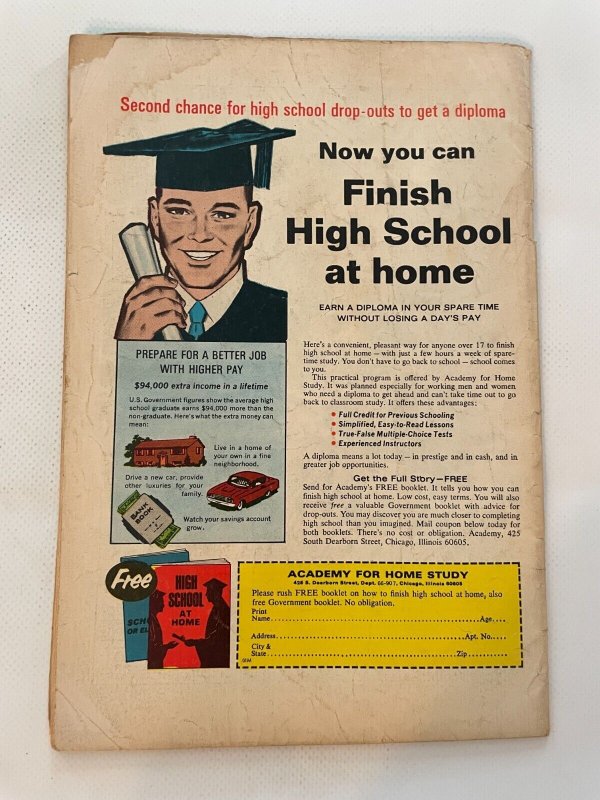 Second chance for high school drop-outs to get a diploma
Now you can
Finish
High School
at home
EARN A DIPLOMA IN YOUR SPARE TIME
WITHOUT LOSING A DAY'S PAY
PREPARE FOR A BETTER JOB
WITH HIGHER PAY
$94,000 extra income in a lifetime
U.S. Government figures show the average high
school graduate earns $94,000 more than the
non-graduate. Here's what the extra money can
mean:
Live in a home of
your own in a fine
neighborhood.
Drive a new car, provide
other luxuries for your
family.
BANK
BOOK
Watch your savings account
grow.
Here's a convenient, pleasant way for anyone over 17 to finish
high school at home — with just a few hours a week of spare-
time study. You don't have to go back to school — school comes
to you.
This practical program is offered by Academy for Home
Study. It was planned especially for working men and women
who need a diploma to get ahead and can't take time out to go
back to classroom study. It offers these advantages:
• Full Credit for Previous Schooling
• Simplified, Easy-to-Read Lessons
• True-False Multiple-Choice Tests
• Experienced Instructors
A diploma means a lot today — in prestige and in cash, and in
greater job opportunities.
Get the Full Story—FREE
Send for Academy's FREE booklet. It tells you how you can
finish high school at home. Low cost, easy terms. You will also
receive free a valuable Government booklet with advice for
drop-outs. You may discover you are much closer to completing
high school than you imagined. Mail coupon below today for
both booklets. There's no cost or obligation. Academy, 425
South Dearborn Street, Chicago, Illinois 60605.
Free
HIGH
SCHOOL
AT
HOME
SCH
OR EL
ACADEMY FOR HOME STUDY
425 S. Dearborn Street, Dept. 66-907, Chicago, Illinois 60605
Please rush FREE booklet on how to finish high school at home, also
free Government booklet. No obligation.
Print
Name Age
Address Apt. No.
City &
State Zip